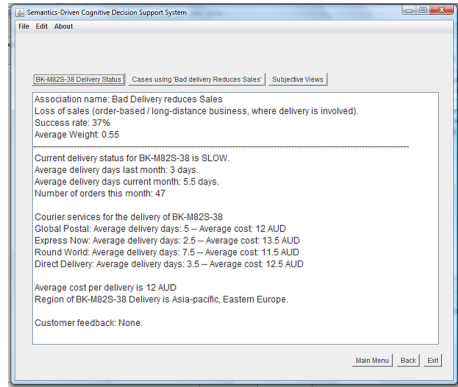 Semantics-Driven Cognitive Decision Support System
File Edit About
BK-M82S-38 Delivery Status Cases using 'Bad delivery Reduces Sales' Subjective Views
Association name: Bad Delivery reduces Sales
Loss of sales (order-based / long-distance business, where delivery is involved).
Success rate: 37%
Average Weight: 0.55
Current delivery status for BK-M82S-38 is SLOW.
Average delivery days last month: 3 days.
Average delivery days current month: 5.5 days.
Number of orders this month: 47
Courier services for the delivery of BK-M82S-38
Global Postal: Average delivery days: 5 -- Average cost: 12 AUD
Express Now: Average delivery days: 2.5 -- Average cost: 13.5 AUD
Round World: Average delivery days: 7.5 -- Average cost: 11.5 AUD
Direct Delivery: Average delivery days: 3.5 -- Average cost: 12.5 AUD
Average cost per delivery is 12 AUD
Region of BK-M82S-38 Delivery is Asia-pacific, Eastern Europe.
Customer feedback: None.
Main Menu Back Exit